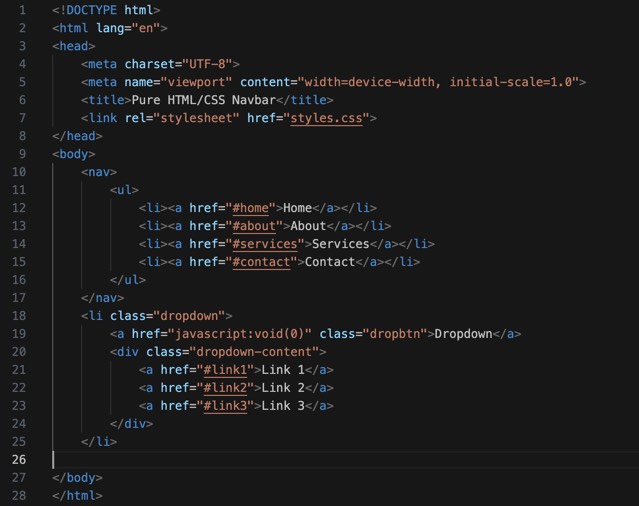 1 <!DOCTYPE html>
2 <html lang="en">
3 <head>
4     <meta charset="UTF-8">
5     <meta name="viewport" content="width=device-width, initial-scale=1.0">
6     <title>Pure HTML/CSS Navbar</title>
7     <link rel="stylesheet" href="styles.css">
8 </head>
9 <body>
10     <nav>
11         <ul>
12             <li><a href="#home">Home</a></li>
13             <li><a href="#about">About</a></li>
14             <li><a href="#services">Services</a></li>
15             <li><a href="#contact">Contact</a></li>
16         </ul>
17     </nav>
18     <li class="dropdown">
19         <a href="javascript:void(0)" class="dropbtn">Dropdown</a>
20         <div class="dropdown-content">
21             <a href="#link1">Link 1</a>
22             <a href="#link2">Link 2</a>
23             <a href="#link3">Link 3</a>
24         </div>
25     </li>
26
27 </body>
28 </html>